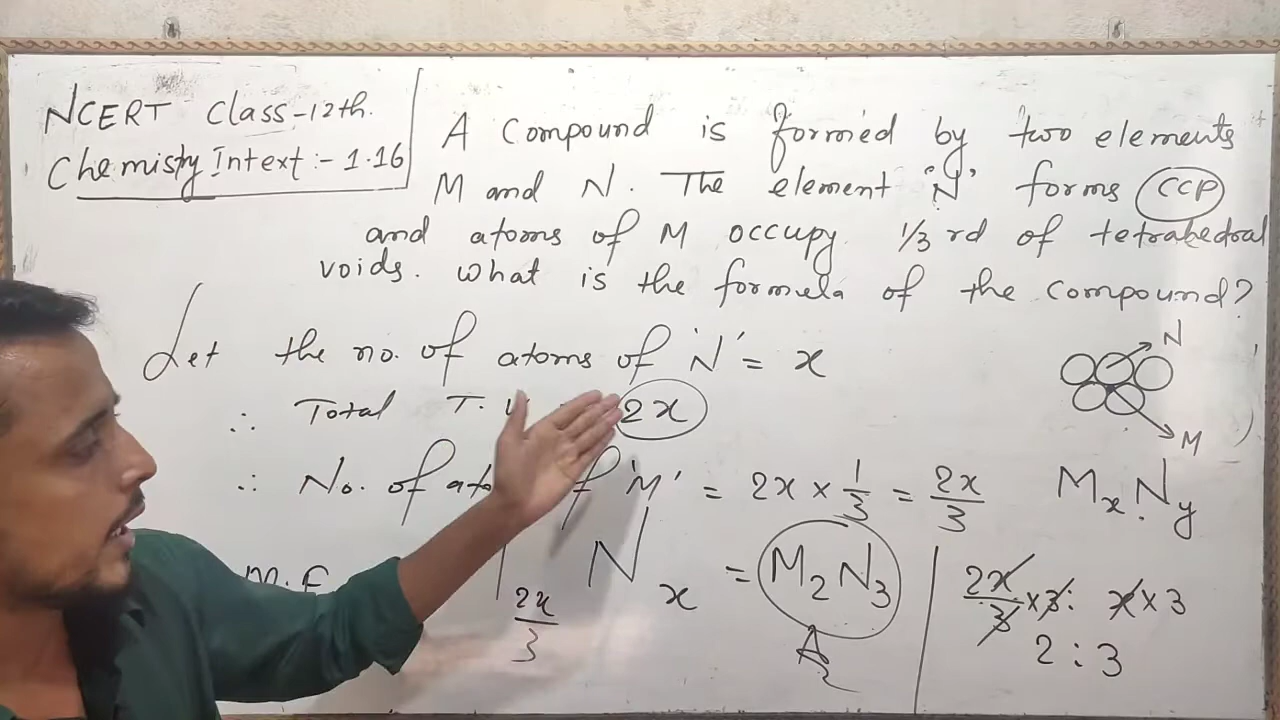 NCERT Class-12th.
Chemisty Intext :- 1.16
A Compound is formed by two elements
M and N. The element 'N' forms CCP
and atoms of M occupy 1/3 rd of tetrahedral
voids. What is the formula of the compound?
Let the no. of atoms of 'N' = x
∴ Total T. 2x
∴ No. of of 'M' = 2x × 1/3 = 2x/3
N
M
MxNy
M.F 2x/3 Nx = M2N3
2x/3 × 3 : x × 3
2 : 3